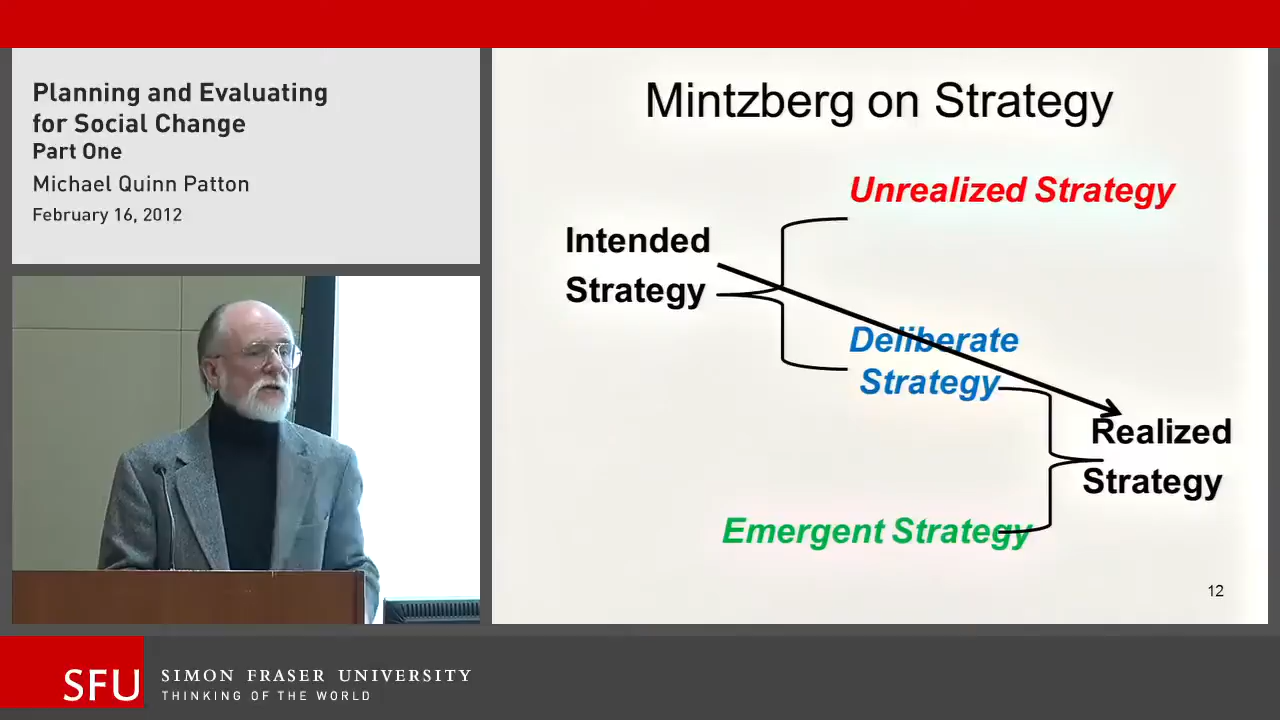 Planning and Evaluating
for Social Change
Part One
Michael Quinn Patton
February 16, 2012
Mintzberg on Strategy
Unrealized Strategy
Intended
Strategy
Deliberate
Strategy
Realized
Strategy
Emergent Strategy
12
SFU
SIMON FRASER UNIVERSITY
THINKING OF THE WORLD